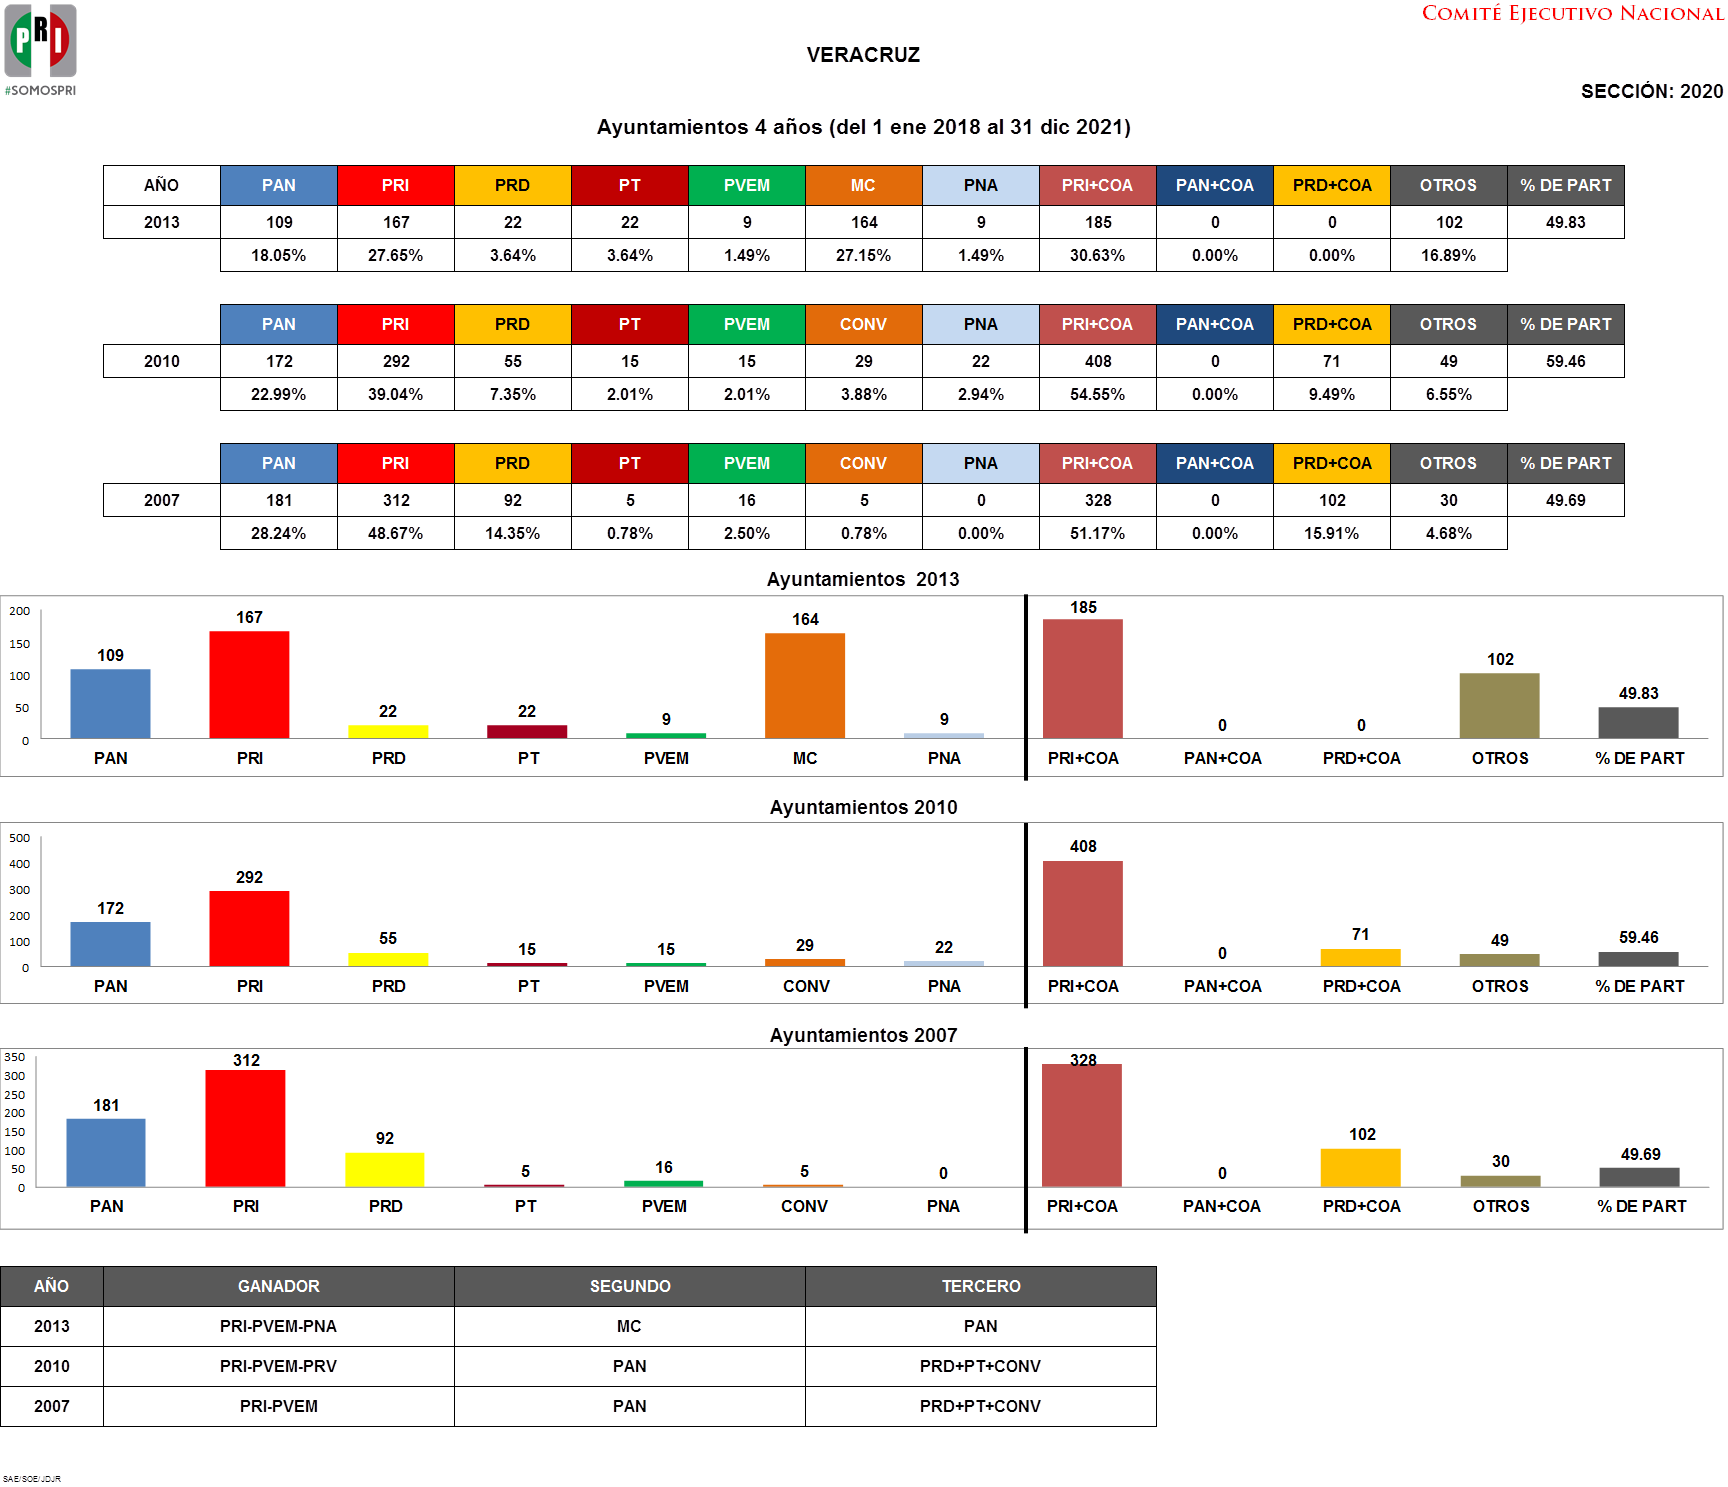 COMITÉ EJECUTIVO NACIONAL
PRI
#SOMOSPRI
VERACRUZ
SECCIÓN: 2020
Ayuntamientos 4 años (del 1 ene 2018 al 31 dic 2021)
AÑO PAN PRI PRD PT PVEM MC PNA PRI+COA PAN+COA PRD+COA OTROS % DE PART
2013 109 167 22 22 9 164 9 185 0 0 102 49.83
18.05% 27.65% 3.64% 3.64% 1.49% 27.15% 1.49% 30.63% 0.00% 0.00% 16.89%
PAN PRI PRD PT PVEM CONV PNA PRI+COA PAN+COA PRD+COA OTROS % DE PART
2010 172 292 55 15 15 29 22 408 0 71 49 59.46
22.99% 39.04% 7.35% 2.01% 2.01% 3.88% 2.94% 54.55% 0.00% 9.49% 6.55%
PAN PRI PRD PT PVEM CONV PNA PRI+COA PAN+COA PRD+COA OTROS % DE PART
2007 181 312 92 5 16 5 0 328 0 102 30 49.69
28.24% 48.67% 14.35% 0.78% 2.50% 0.78% 0.00% 51.17% 0.00% 15.91% 4.68%
Ayuntamientos 2013
200
150
100
50
0
109 167 22 22 9 164 9 185 0 0 102 49.83
PAN PRI PRD PT PVEM MC PNA PRI+COA PAN+COA PRD+COA OTROS % DE PART
Ayuntamientos 2010
500
400
300
200
100
0
172 292 55 15 15 29 22 408 0 71 49 59.46
PAN PRI PRD PT PVEM CONV PNA PRI+COA PAN+COA PRD+COA OTROS % DE PART
Ayuntamientos 2007
350
300
250
200
150
100
50
0
181 312 92 5 16 5 0 328 0 102 30 49.69
PAN PRI PRD PT PVEM CONV PNA PRI+COA PAN+COA PRD+COA OTROS % DE PART
AÑO GANADOR SEGUNDO TERCERO
2013 PRI-PVEM-PNA MC PAN
2010 PRI-PVEM-PRV PAN PRD+PT+CONV
2007 PRI-PVEM PAN PRD+PT+CONV
SAE/SOE/JDJR